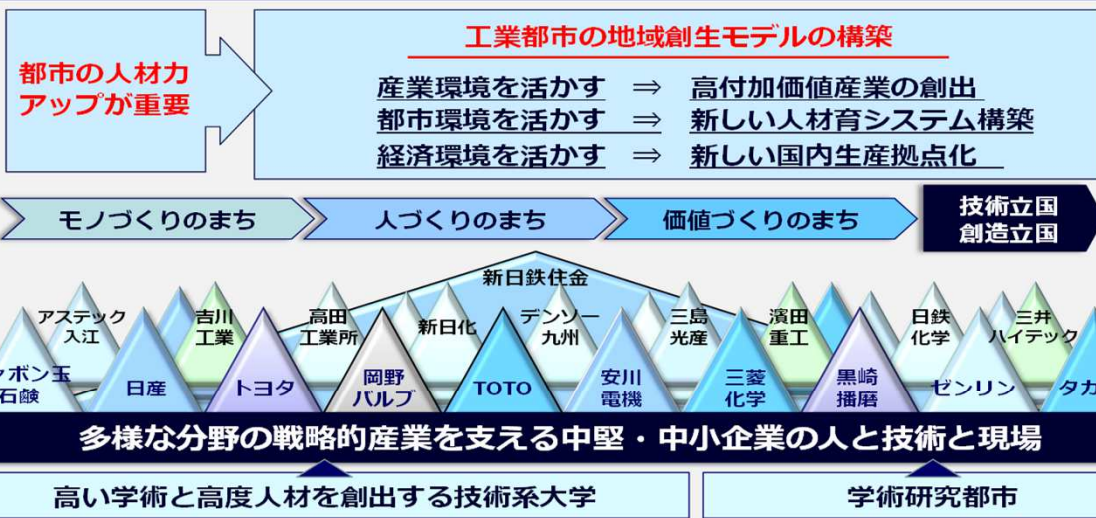 都市の人材力
アップが重要
工業都市の地域創生モデルの構築
産業環境を活かす ⇒ 高付加価値産業の創出
都市環境を活かす ⇒ 新しい人材育システム構築
経済環境を活かす ⇒ 新しい国内生産拠点化
モノづくりのまち
人づくりのまち
価値づくりのまち
技術立国
創造立国
新日鉄住金
アステック
入江
吉川
工業
高田
工業所
新日化
デンソー
九州
三島
光産
濱田
重工
日鉄
化学
三井
ハイテック
ャボン玉
石鹸
日産
トヨタ
岡野
バルブ
TOTO
安川
電機
三菱
化学
黒崎
播磨
ゼンリン
タカ
多様な分野の戦略的産業を支える中堅・中小企業の人と技術と現場
高い学術と高度人材を創出する技術系大学
学術研究都市